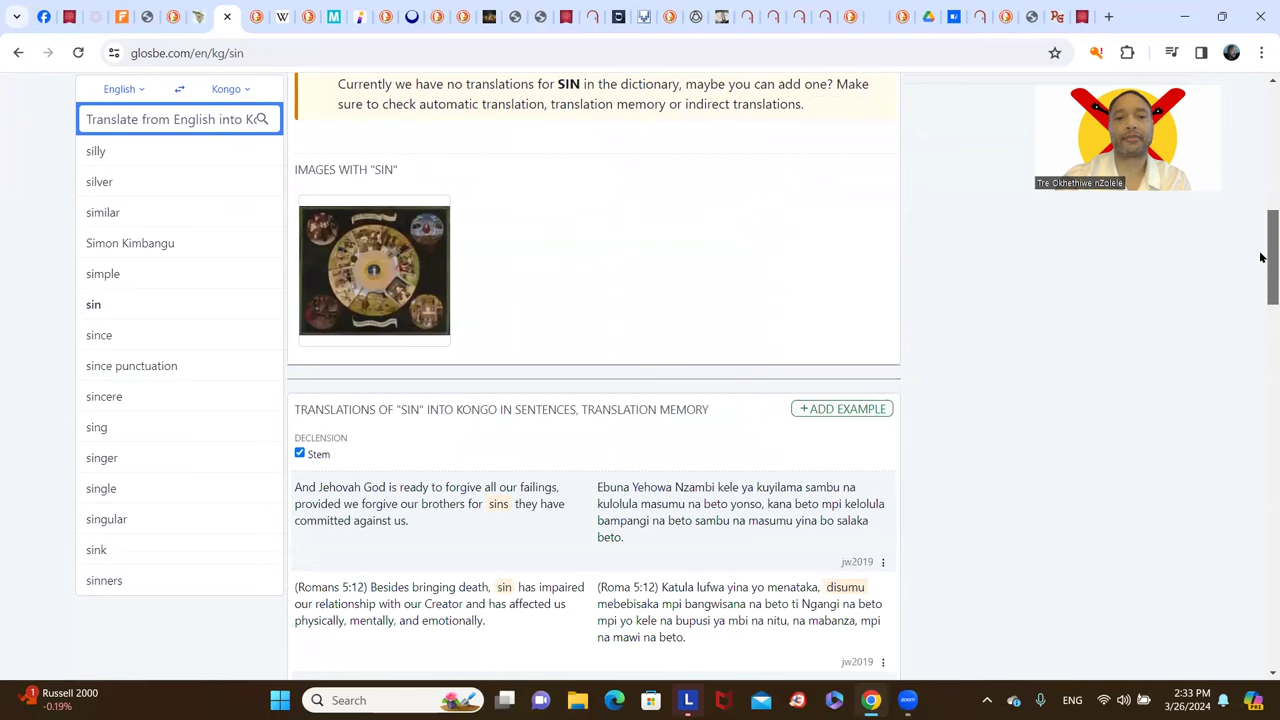 glosbe.com/en/kg/sin
English
Kongo
Translate from English into Ko
silly
silver
similar
Simon Kimbangu
simple
sin
since
since punctuation
sincere
sing
singer
single
singular
sink
sinners
Currently we have no translations for SIN in the dictionary, maybe you can add one? Make
sure to check automatic translation, translation memory or indirect translations.
IMAGES WITH "SIN"
TRANSLATIONS OF "SIN" INTO KONGO IN SENTENCES, TRANSLATION MEMORY
+ADD EXAMPLE
DECLENSION
Stem
And Jehovah God is ready to forgive all our failings,
provided we forgive our brothers for sins they have
committed against us.
Ebuna Yehowa Nzambi kele ya kuyilama sambu na
kulolula masumu na beto yonso, kana beto mpi kelolula
bampangi na beto sambu na masumu yina bo salaka
beto.
jw2019
(Romans 5:12) Besides bringing death, sin has impaired
our relationship with our Creator and has affected us
physically, mentally, and emotionally.
(Roma 5:12) Katula lufwa yina yo menataka, disumu
mebebisaka mpi bangwisana na beto ti Ngangi na beto
mpi yo kele na bupusi ya mbi na nitu, na mabanza, mpi
na mawi na beto.
jw2019
Tre Okhethiwe nZolele
1
Russell 2000
-0.19%
Search
ENG
2:33 PM
3/26/2024